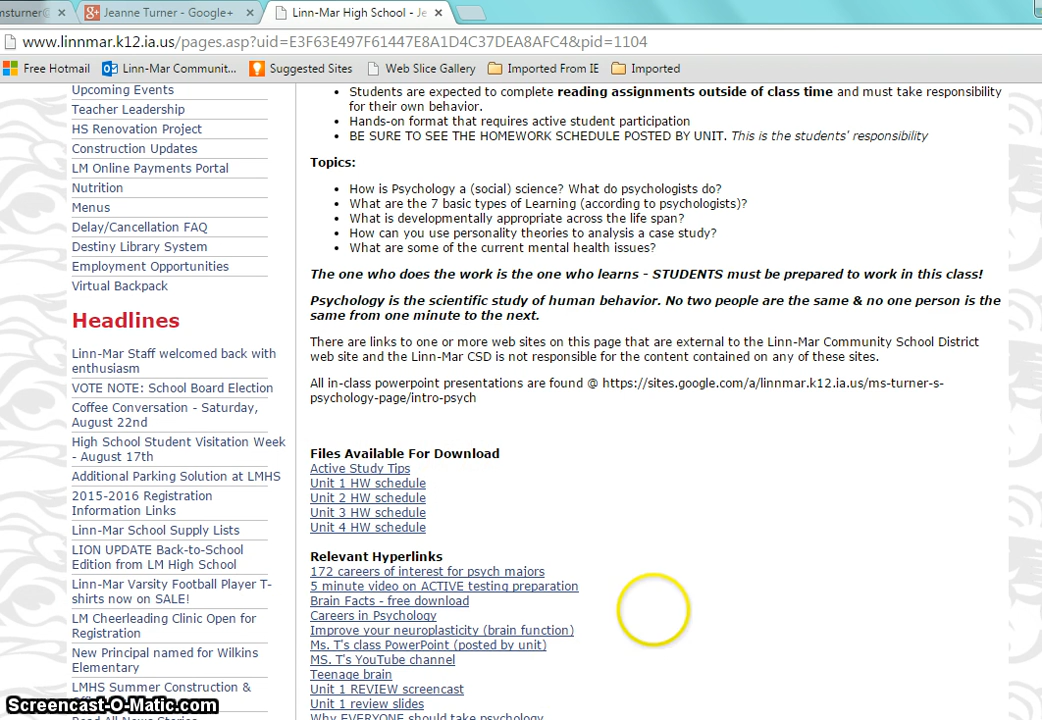 msturner@
Jeanne Turner - Google+
Linn-Mar High School - Je
www.linnmar.k12.ia.us/pages.asp?uid=E3F63E497F61447E8A1D4C37DEA8AFC4&pid=1104
Free Hotmail
Linn-Mar Communit...
Suggested Sites
Web Slice Gallery
Imported From IE
Imported
Upcoming Events
Teacher Leadership
HS Renovation Project
Construction Updates
LM Online Payments Portal
Nutrition
Menus
Delay/Cancellation FAQ
Destiny Library System
Employment Opportunities
Virtual Backpack
Headlines
Linn-Mar Staff welcomed back with
enthusiasm
VOTE NOTE: School Board Election
Coffee Conversation - Saturday,
August 22nd
High School Student Visitation Week
- August 17th
Additional Parking Solution at LMHS
2015-2016 Registration
Information Links
Linn-Mar School Supply Lists
LION UPDATE Back-to-School
Edition from LM High School
Linn-Mar Varsity Football Player T-
shirts now on SALE!
LM Cheerleading Clinic Open for
Registration
New Principal named for Wilkins
Elementary
LMHS Summer Construction &
Read All News Stories
• Students are expected to complete reading assignments outside of class time and must take responsibility
for their own behavior.
• Hands-on format that requires active student participation
• BE SURE TO SEE THE HOMEWORK SCHEDULE POSTED BY UNIT. This is the students' responsibility
Topics:
• How is Psychology a (social) science? What do psychologists do?
• What are the 7 basic types of Learning (according to psychologists)?
• What is developmentally appropriate across the life span?
• How can you use personality theories to analysis a case study?
• What are some of the current mental health issues?
The one who does the work is the one who learns - STUDENTS must be prepared to work in this class!
Psychology is the scientific study of human behavior. No two people are the same & no one person is the
same from one minute to the next.
There are links to one or more web sites on this page that are external to the Linn-Mar Community School District
web site and the Linn-Mar CSD is not responsible for the content contained on any of these sites.
All in-class powerpoint presentations are found @ https://sites.google.com/a/linnmar.k12.ia.us/ms-turner-s-
psychology-page/intro-psych
Files Available For Download
Active Study Tips
Unit 1 HW schedule
Unit 2 HW schedule
Unit 3 HW schedule
Unit 4 HW schedule
Relevant Hyperlinks
172 careers of interest for psych majors
5 minute video on ACTIVE testing preparation
Brain Facts - free download
Careers in Psychology
Improve your neuroplasticity (brain function)
Ms. T's class PowerPoint (posted by unit)
MS. T's YouTube channel
Teenage brain
Unit 1 REVIEW screencast
Unit 1 review slides
Why EVERYONE should take psychology
Screencast-O-Matic.com